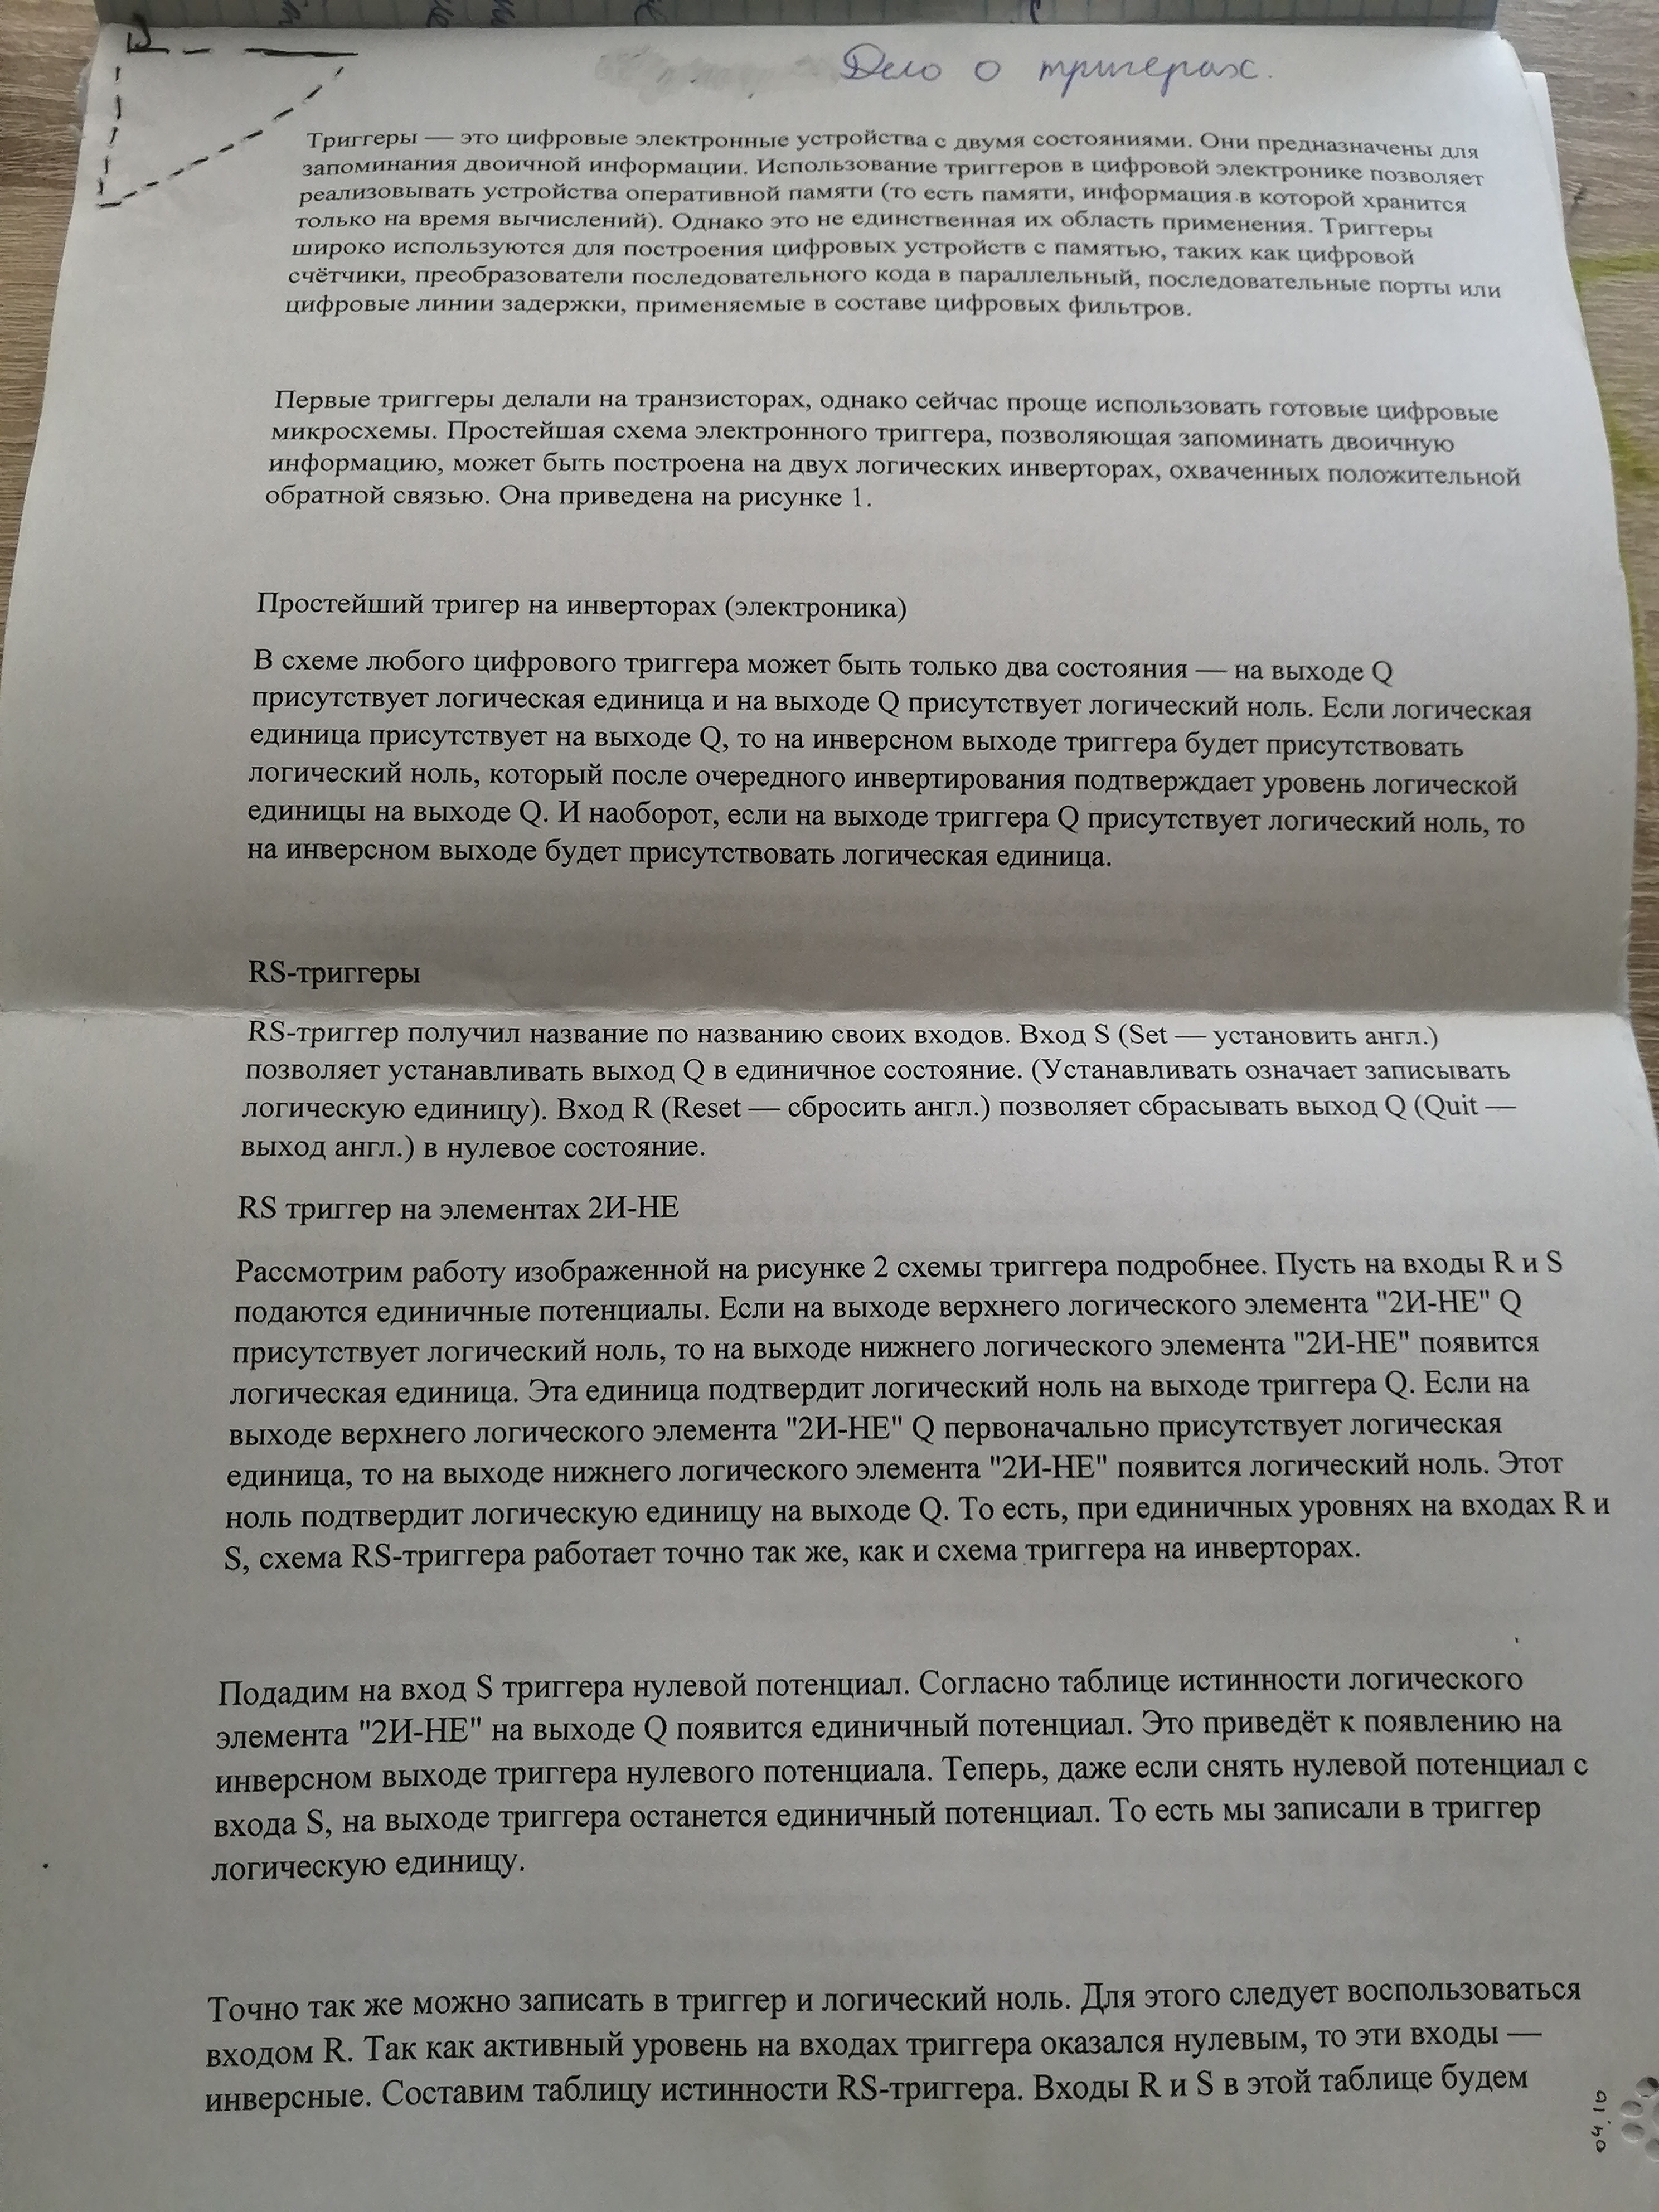 Дело о тригерах.
Триггеры — это цифровые электронные устройства с двумя состояниями. Они предназначены для
запоминания двоичной информации. Использование триггеров в цифровой электронике позволяет
реализовывать устройства оперативной памяти (то есть памяти, информация в которой хранится
только на время вычислений). Однако это не единственная их область применения. Триггеры
широко используются для построения цифровых устройств с памятью, таких как цифровой
счётчики, преобразователи последовательного кода в параллельный, последовательные порты или
цифровые линии задержки, применяемые в составе цифровых фильтров.
Первые триггеры делали на транзисторах, однако сейчас проще использовать готовые цифровые
микросхемы. Простейшая схема электронного триггера, позволяющая запоминать двоичную
информацию, может быть построена на двух логических инверторах, охваченных положительной
обратной связью. Она приведена на рисунке 1.
Простейший тригер на инверторах (электроника)
В схеме любого цифрового триггера может быть только два состояния — на выходе Q
присутствует логическая единица и на выходе Q присутствует логический ноль. Если логическая
единица присутствует на выходе Q, то на инверсном выходе триггера будет присутствовать
логический ноль, который после очередного инвертирования подтверждает уровень логической
единицы на выходе Q. И наоборот, если на выходе триггера Q присутствует логический ноль, то
на инверсном выходе будет присутствовать логическая единица.
RS-триггеры
RS-триггер получил название по названию своих входов. Вход S (Set — установить англ.)
позволяет устанавливать выход Q в единичное состояние. (Устанавливать означает записывать
логическую единицу). Вход R (Reset — сбросить англ.) позволяет сбрасывать выход Q (Quit —
выход англ.) в нулевое состояние.
RS триггер на элементах 2И-НЕ
Рассмотрим работу изображенной на рисунке 2 схемы триггера подробнее. Пусть на входы R и S
подаются единичные потенциалы. Если на выходе верхнего логического элемента "2И-НЕ" Q
присутствует логический ноль, то на выходе нижнего логического элемента "2И-НЕ" появится
логическая единица. Эта единица подтвердит логический ноль на выходе триггера Q. Если на
выходе верхнего логического элемента "2И-НЕ" Q первоначально присутствует логическая
единица, то на выходе нижнего логического элемента "2И-НЕ" появится логический ноль. Этот
ноль подтвердит логическую единицу на выходе Q. То есть, при единичных уровнях на входах R и
S, схема RS-триггера работает точно так же, как и схема триггера на инверторах.
Подадим на вход S триггера нулевой потенциал. Согласно таблице истинности логического
элемента "2И-НЕ" на выходе Q появится единичный потенциал. Это приведёт к появлению на
инверсном выходе триггера нулевого потенциала. Теперь, даже если снять нулевой потенциал с
входа S, на выходе триггера останется единичный потенциал. То есть мы записали в триггер
логическую единицу.
Точно так же можно записать в триггер и логический ноль. Для этого следует воспользоваться
входом R. Так как активный уровень на входах триггера оказался нулевым, то эти входы —
инверсные. Составим таблицу истинности RS-триггера. Входы R и S в этой таблице будем